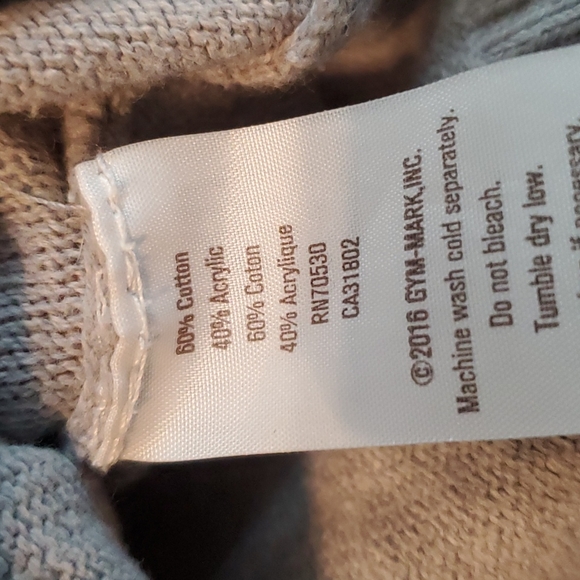 60% Cotton
40% Acrylic
60% Coton
40% Acrylique
RN70530
CA31802
©2016 GYM-MARK,INC.
Machine wash cold separately.
Do not bleach.
Tumble dry low.